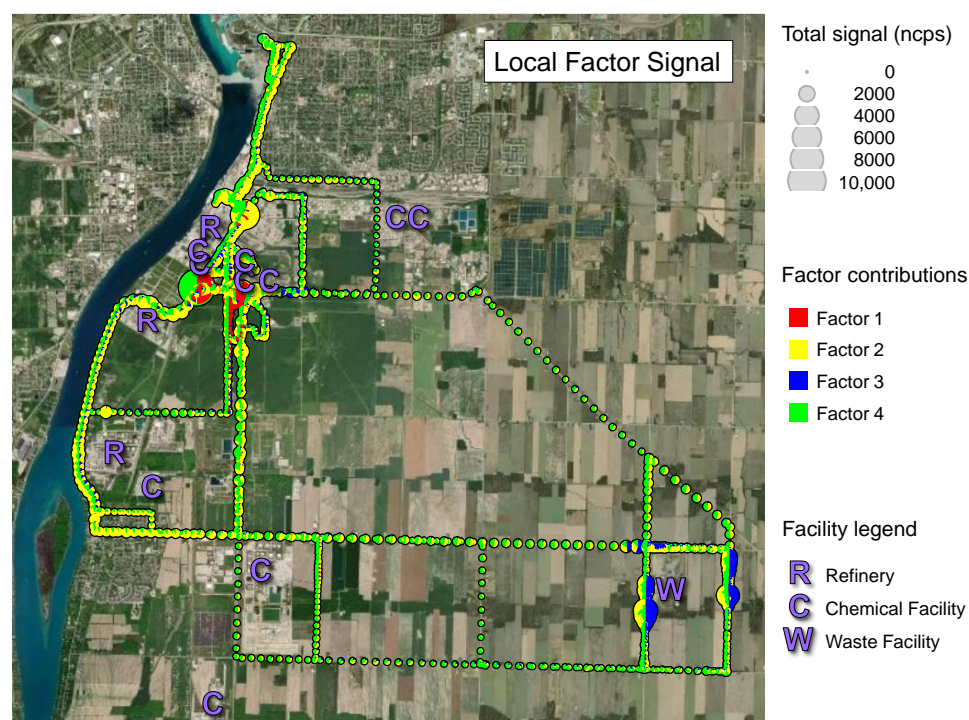 Local Factor Signal
R
CC
C
C
C
C
C
R
R
C
C
W
C
Total signal (ncps)
0
2000
4000
6000
8000
10,000
Factor contributions
Factor 1
Factor 2
Factor 3
Factor 4
Facility legend
R Refinery
C Chemical Facility
W Waste Facility